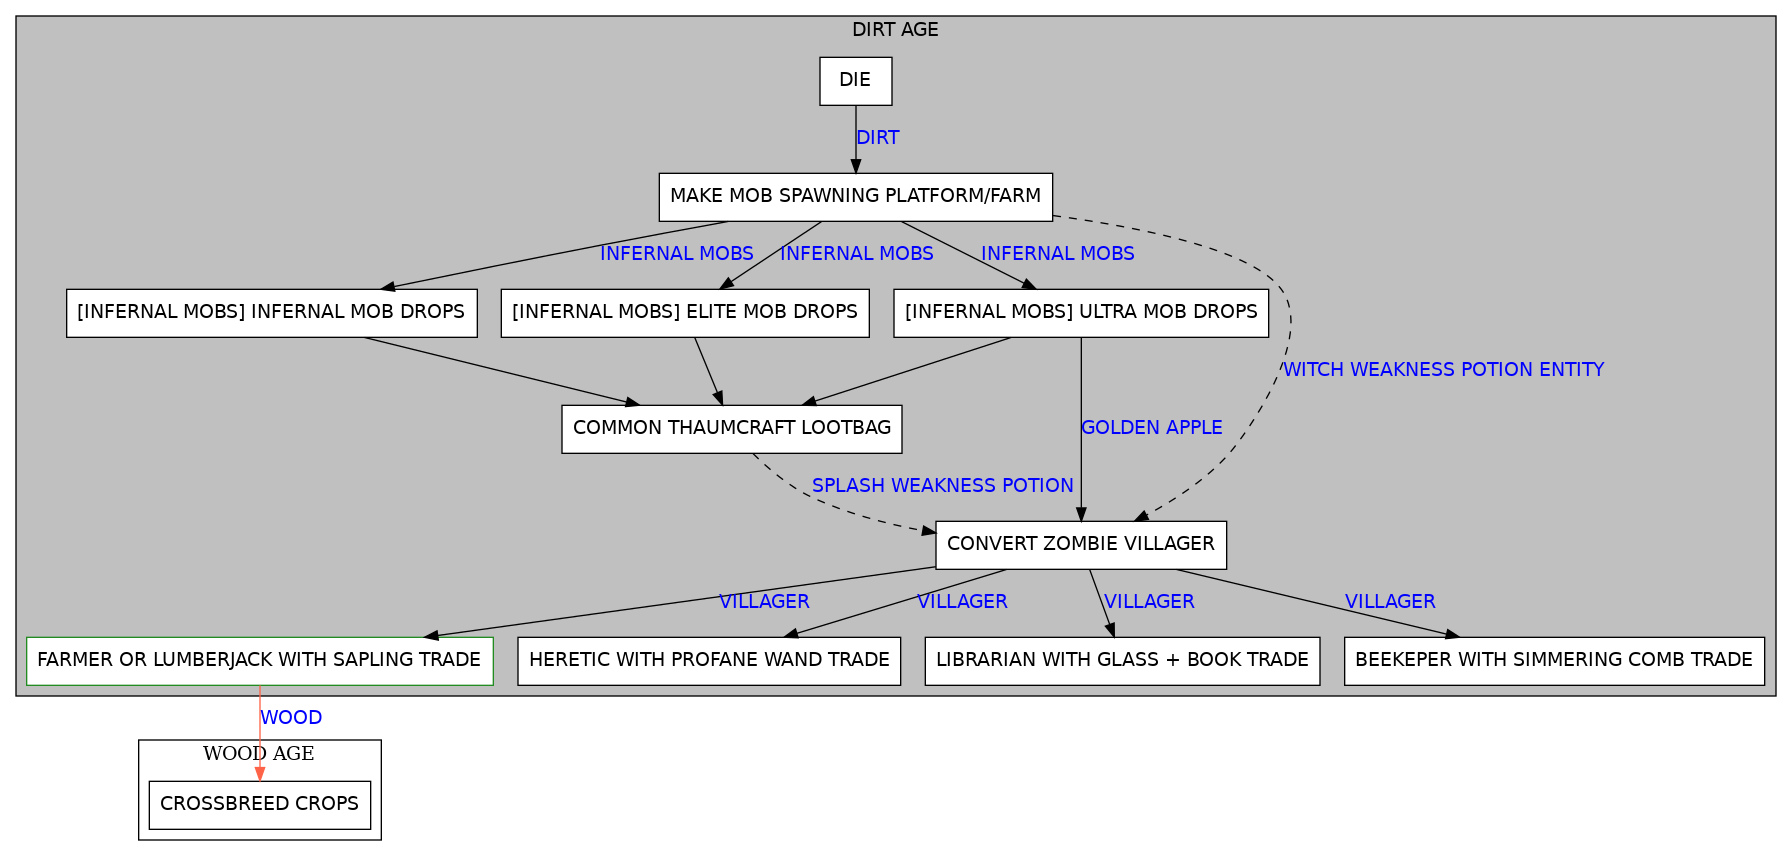 DIRT AGE
DIE
DIRT
MAKE MOB SPAWNING PLATFORM/FARM
INFERNAL MOBS
INFERNAL MOBS
INFERNAL MOBS
[INFERNAL MOBS] INFERNAL MOB DROPS
[INFERNAL MOBS] ELITE MOB DROPS
[INFERNAL MOBS] ULTRA MOB DROPS
WITCH WEAKNESS POTION ENTITY
COMMON THAUMCRAFT LOOTBAG
GOLDEN APPLE
SPLASH WEAKNESS POTION
CONVERT ZOMBIE VILLAGER
VILLAGER
VILLAGER
VILLAGER
VILLAGER
FARMER OR LUMBERJACK WITH SAPLING TRADE
HERETIC WITH PROFANE WAND TRADE
LIBRARIAN WITH GLASS + BOOK TRADE
BEEKEPER WITH SIMMERING COMB TRADE
WOOD
WOOD AGE
CROSSBREED CROPS